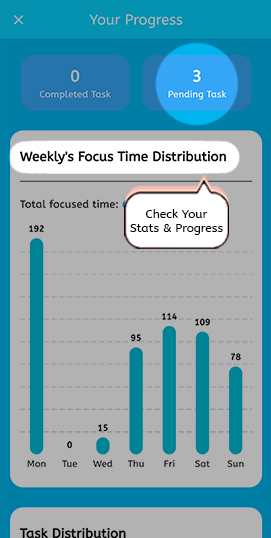 ×
Your Progress
0
3
Completed Task
Pending Task
Weekly's Focus Time Distribution
Total focused time:
Check Your
Stats & Progress
192
0
15
95
114
109
78
Mon Tue Wed Thu Fri Sat Sun
Task Distribution